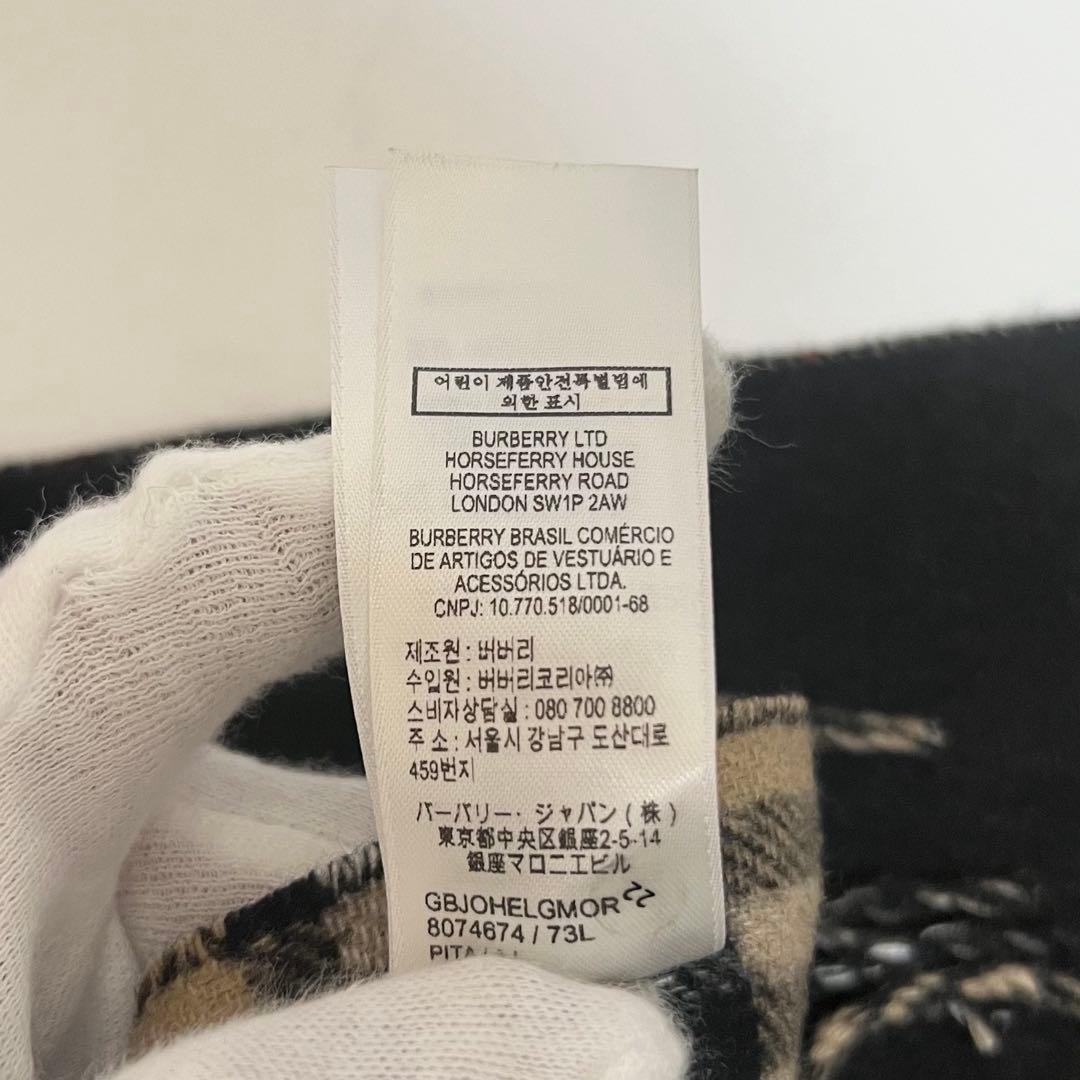 어린이 제품안전특별법에
의한 표시
BURBERRY LTD
HORSEFERRY HOUSE
HORSEFERRY ROAD
LONDON SW1P 2AW
BURBERRY BRASIL COMÉRCIO
DE ARTIGOS DE VESTUÁRIO E
ACESSÓRIOS LTDA.
CNPJ: 10.770.518/0001-68
제조원 : 버버리
수입원 : 버버리코리아㈜
스비자상담실 : 080 700 8800
주 소 : 서울시 강남구 도산대로
459번지
バーバリー・ジャパン ( 株 )
東京都中央区銀座2-5-14
銀座マロニエビル
GBJOHELGMOR22
8074674 / 73L